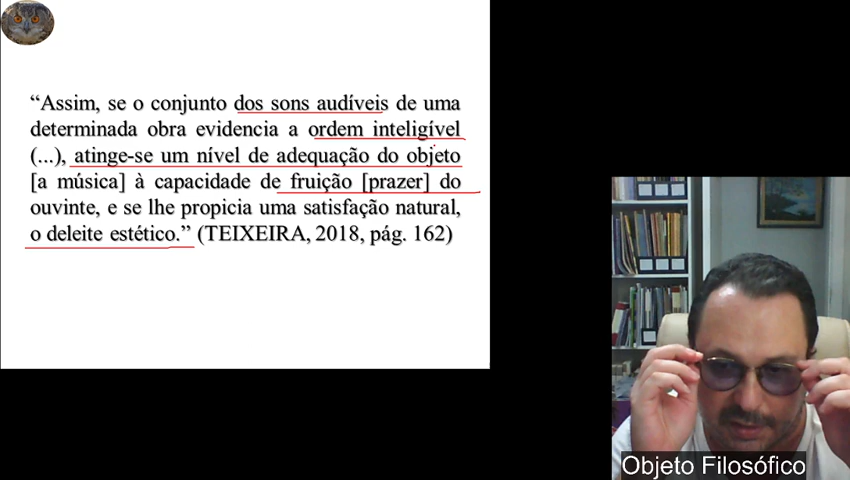 “Assim, se o conjunto dos sons audíveis de uma
determinada obra evidencia a ordem inteligível
(...), atinge-se um nível de adequação do objeto
[a música] à capacidade de fruição [prazer] do
ouvinte, e se lhe propicia uma satisfação natural,
o deleite estético.” (TEIXEIRA, 2018, pág. 162)
Objeto Filosófico